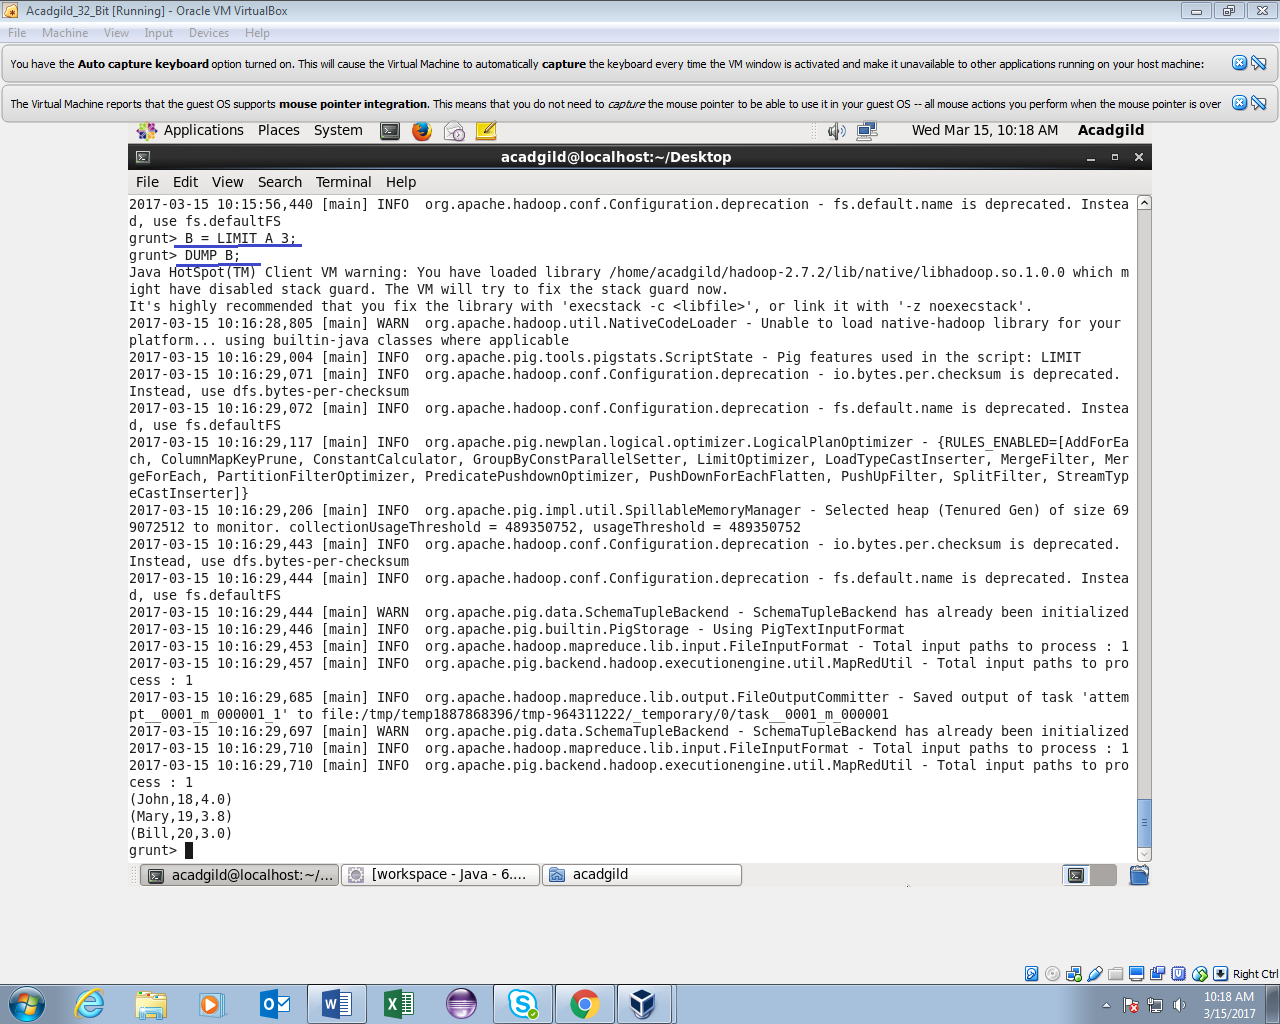 Acadgild_32_Bit [Running] - Oracle VM VirtualBox
File Machine View Input Devices Help
You have the Auto capture keyboard option turned on. This will cause the Virtual Machine to automatically capture the keyboard every time the VM window is activated and make it unavailable to other applications running on your host machine:
The Virtual Machine reports that the guest OS supports mouse pointer integration. This means that you do not need to capture the mouse pointer to be able to use it in your guest OS -- all mouse actions you perform when the mouse pointer is over
Applications Places System Wed Mar 15, 10:18 AM Acadgild
acadgild@localhost:~/Desktop
File Edit View Search Terminal Help
2017-03-15 10:15:56,440 [main] INFO  org.apache.hadoop.conf.Configuration.deprecation - fs.default.name is deprecated. Instea
d, use fs.defaultFS
grunt> B = LIMIT A 3;
grunt> DUMP B;
Java HotSpot(TM) Client VM warning: You have loaded library /home/acadgild/hadoop-2.7.2/lib/native/libhadoop.so.1.0.0 which m
ight have disabled stack guard. The VM will try to fix the stack guard now.
It's highly recommended that you fix the library with 'execstack -c <libfile>', or link it with '-z noexecstack'.
2017-03-15 10:16:28,805 [main] WARN  org.apache.hadoop.util.NativeCodeLoader - Unable to load native-hadoop library for your
platform... using builtin-java classes where applicable
2017-03-15 10:16:29,004 [main] INFO  org.apache.pig.tools.pigstats.ScriptState - Pig features used in the script: LIMIT
2017-03-15 10:16:29,071 [main] INFO  org.apache.hadoop.conf.Configuration.deprecation - io.bytes.per.checksum is deprecated.
Instead, use dfs.bytes-per-checksum
2017-03-15 10:16:29,072 [main] INFO  org.apache.hadoop.conf.Configuration.deprecation - fs.default.name is deprecated. Instea
d, use fs.defaultFS
2017-03-15 10:16:29,117 [main] INFO  org.apache.pig.newplan.logical.optimizer.LogicalPlanOptimizer - {RULES_ENABLED=[AddForEa
ch, ColumnMapKeyPrune, ConstantCalculator, GroupByConstParallelSetter, LimitOptimizer, LoadTypeCastInserter, MergeFilter, Mer
geForEach, PartitionFilterOptimizer, PredicatePushdownOptimizer, PushDownForEachFlatten, PushUpFilter, SplitFilter, StreamTyp
eCastInserter]}
2017-03-15 10:16:29,206 [main] INFO  org.apache.pig.impl.util.SpillableMemoryManager - Selected heap (Tenured Gen) of size 69
9072512 to monitor. collectionUsageThreshold = 489350752, usageThreshold = 489350752
2017-03-15 10:16:29,443 [main] INFO  org.apache.hadoop.conf.Configuration.deprecation - io.bytes.per.checksum is deprecated.
Instead, use dfs.bytes-per-checksum
2017-03-15 10:16:29,444 [main] INFO  org.apache.hadoop.conf.Configuration.deprecation - fs.default.name is deprecated. Instea
d, use fs.defaultFS
2017-03-15 10:16:29,444 [main] WARN  org.apache.pig.data.SchemaTupleBackend - SchemaTupleBackend has already been initialized
2017-03-15 10:16:29,446 [main] INFO  org.apache.pig.builtin.PigStorage - Using PigTextInputFormat
2017-03-15 10:16:29,453 [main] INFO  org.apache.hadoop.mapreduce.lib.input.FileInputFormat - Total input paths to process : 1
2017-03-15 10:16:29,457 [main] INFO  org.apache.pig.backend.hadoop.executionengine.util.MapRedUtil - Total input paths to pro
cess : 1
2017-03-15 10:16:29,685 [main] INFO  org.apache.hadoop.mapreduce.lib.output.FileOutputCommitter - Saved output of task 'attem
pt__0001_m_000001_1' to file:/tmp/temp1887868396/tmp-964311222/_temporary/0/task__0001_m_000001
2017-03-15 10:16:29,697 [main] WARN  org.apache.pig.data.SchemaTupleBackend - SchemaTupleBackend has already been initialized
2017-03-15 10:16:29,710 [main] INFO  org.apache.hadoop.mapreduce.lib.input.FileInputFormat - Total input paths to process : 1
2017-03-15 10:16:29,710 [main] INFO  org.apache.pig.backend.hadoop.executionengine.util.MapRedUtil - Total input paths to pro
cess : 1
(John,18,4.0)
(Mary,19,3.8)
(Bill,20,3.0)
grunt>
acadgild@localhost:~/... [workspace - Java - 6.... acadgild
Right Ctrl
10:18 AM
3/15/2017